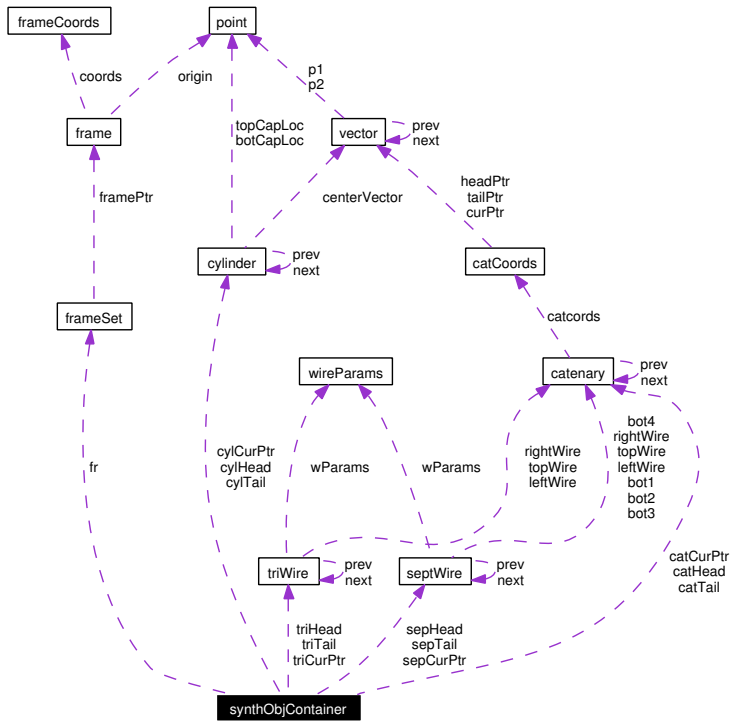 frameCoords
point
coords
origin
p1
p2
frame
topCapLoc
botCapLoc
vector
prev
next
framePtr
centerVector
headPtr
tailPtr
curPtr
cylinder
prev
next
catCoords
frameSet
catcords
wireParams
catenary
prev
next
fr
cylCurPtr
cylHead
cylTail
wParams
wParams
rightWire
topWire
leftWire
bot4
rightWire
topWire
leftWire
bot1
bot2
bot3
triWire
prev
next
septWire
prev
next
catCurPtr
catHead
catTail
triHead
triTail
triCurPtr
sepHead
sepTail
sepCurPtr
synthObjContainer